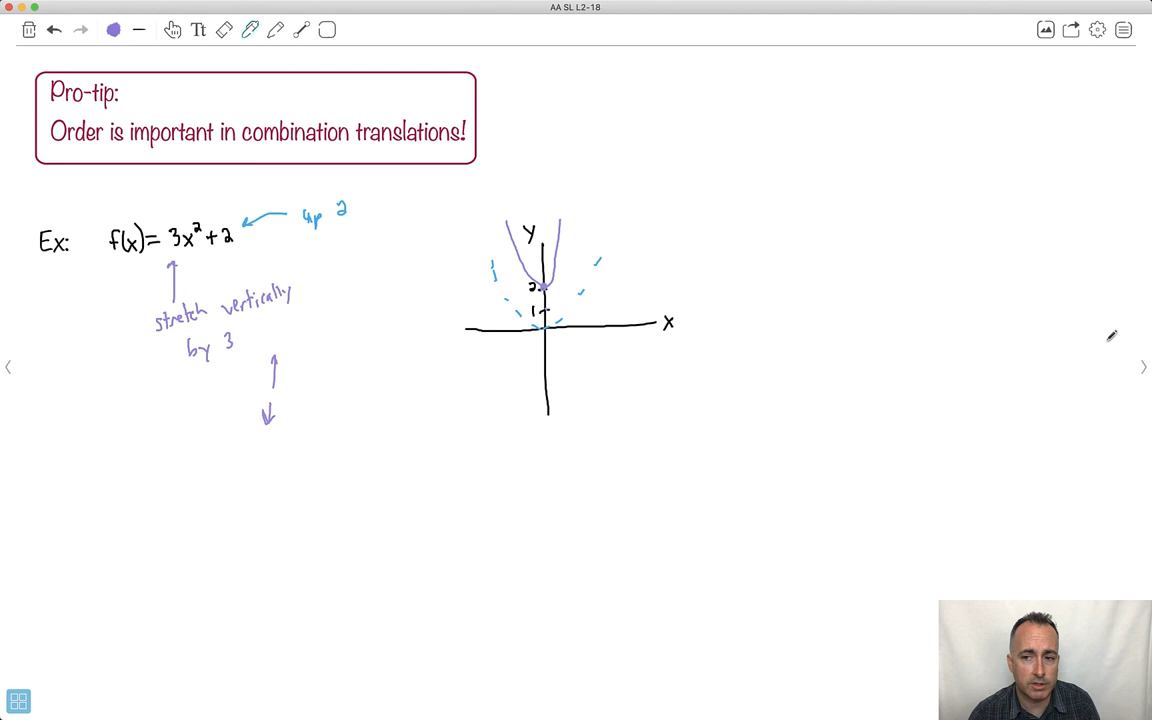 AA SL L2-18
Tt
Pro-tip:
Order is important in combination translations!
Ex: f(x)= 3x²+2
up 2
stretch vertically
by 3
y
2
1
x